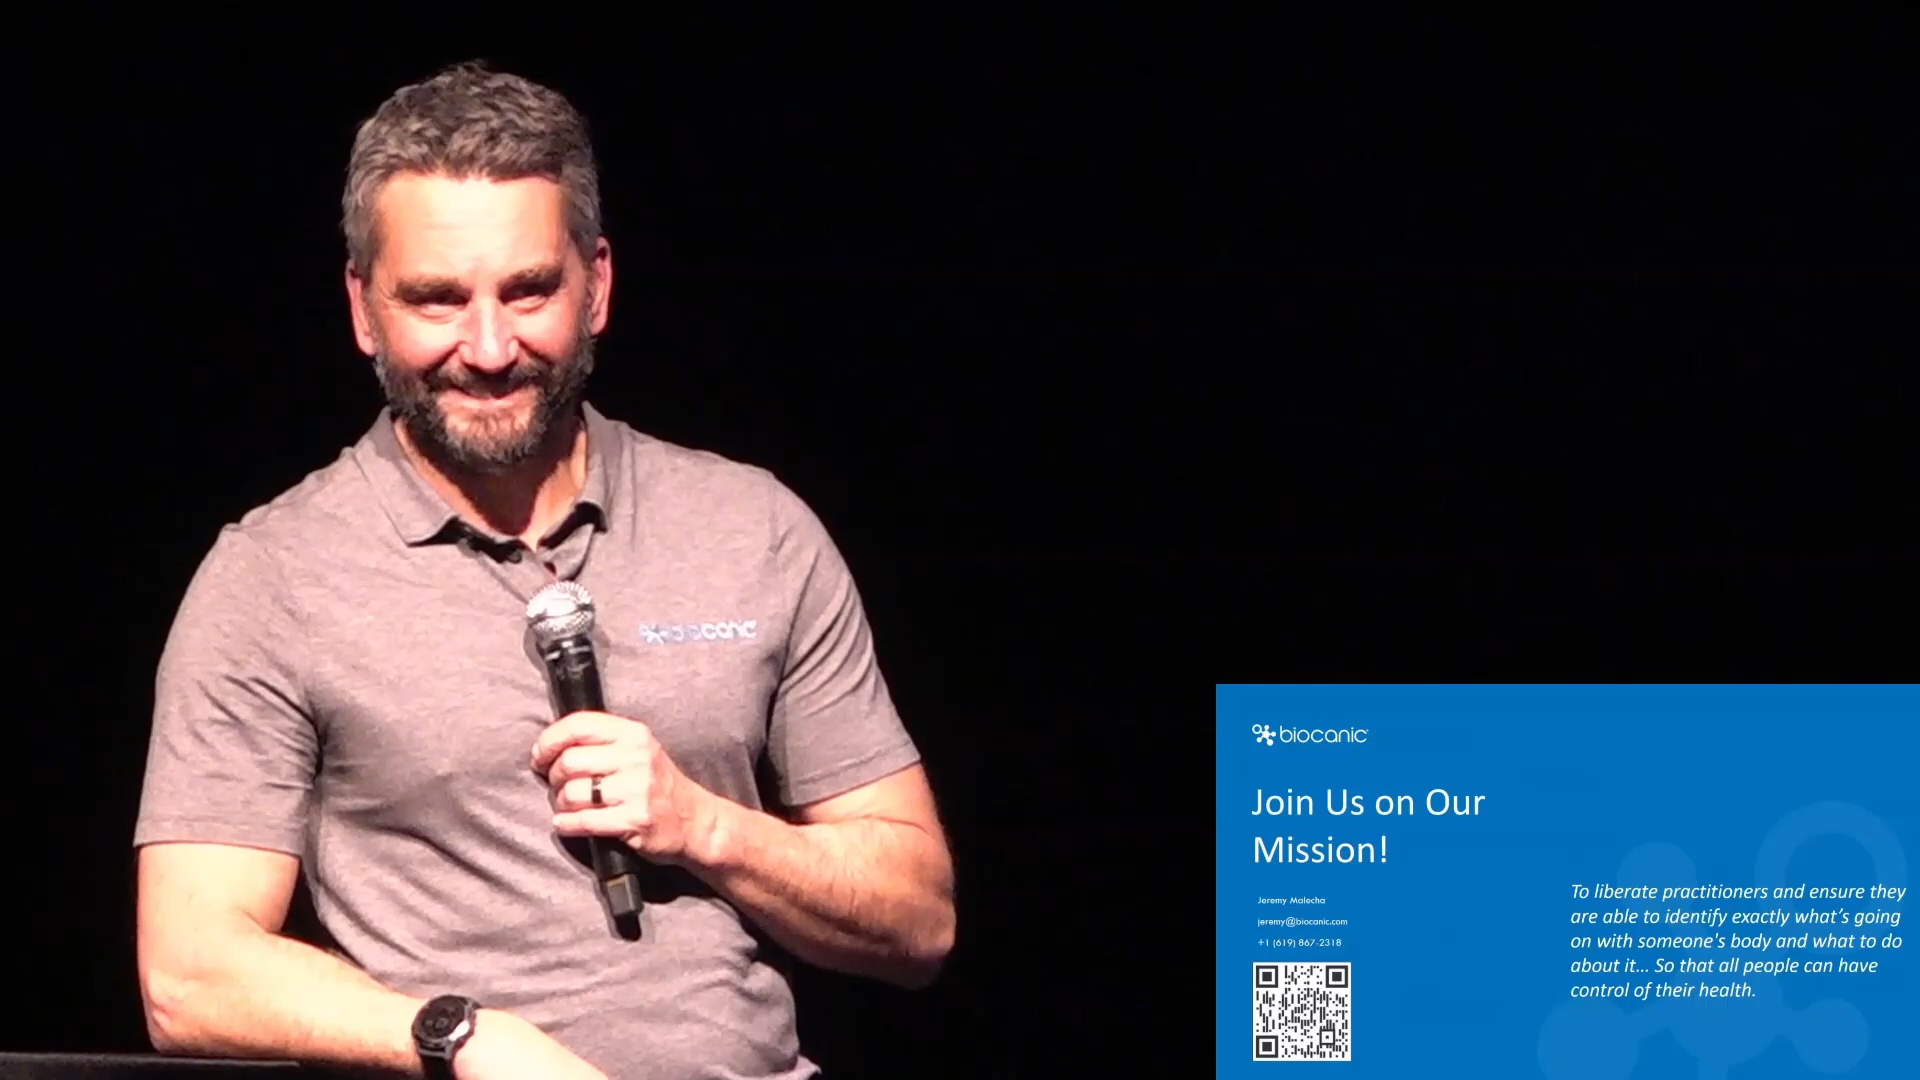 biocanic
biocanic
Join Us on Our
Mission!
Jeremy Malecha
jeremy@biocanic.com
+1 (619) 867-2318
To liberate practitioners and ensure they
are able to identify exactly what's going
on with someone's body and what to do
about it... So that all people can have
control of their health.